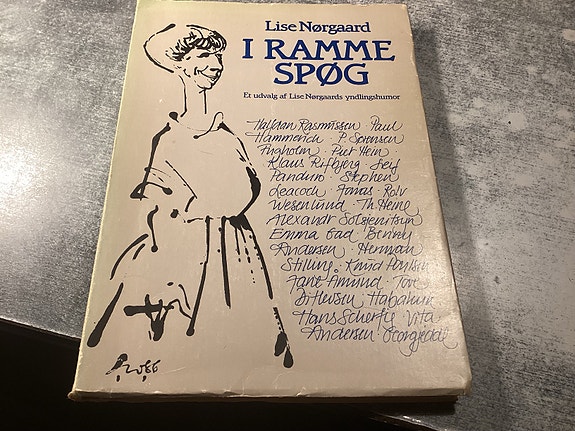 Lise Nørgaard
I RAMME
SPØG
Et udvalg af Lise Nørgaards yndlingshumor
Halfdan Rasmussen · Paul
Hammerich · P. Sørensen
Fugholm · Piet Hein
Klaus Rifbjerg · Leif
Panduro · Stephen
Leacock · Jonas · Rolv
Wesenlund · Th. Heine
Alexandr Solsjenitsyn
Emma Gad · Benny
Andersen · Herman
Stilling · Knud Poulsen
Jane Aamund · Tove
Ditlevsen · Habakuk
Hans Scherfig · Vita
Andersen · Georgjedde